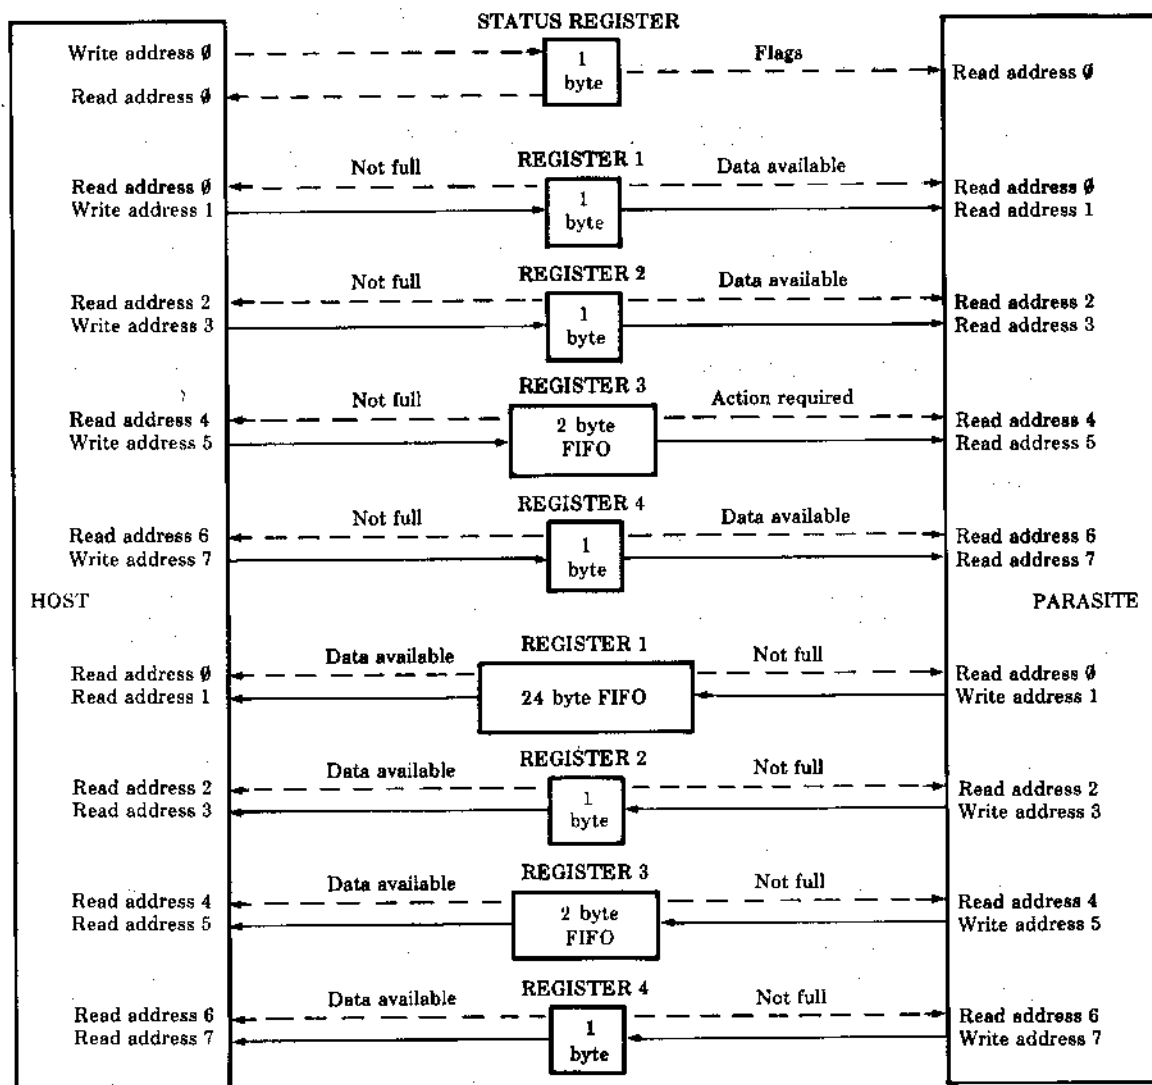 STATUS REGISTER
Write address 0
1
byte
Flags
Read address 0
Read address 0
REGISTER 1
Not full
Data available
Read address 0
Read address 0
Write address 1
1
byte
Read address 1
REGISTER 2
Not full
Data available
Read address 2
Read address 2
Write address 3
1
byte
Read address 3
REGISTER 3
Not full
Action required
Read address 4
Read address 4
Write address 5
2 byte
FIFO
Read address 5
REGISTER 4
Not full
Data available
Read address 6
Read address 6
Write address 7
1
byte
Read address 7
HOST
PARASITE
REGISTER 1
Data available
Not full
Read address 0
Read address 0
Read address 1
24 byte FIFO
Write address 1
REGISTER 2
Data available
Not full
Read address 2
Read address 2
Read address 3
1
byte
Write address 3
REGISTER 3
Data available
Not full
Read address 4
Read address 4
Read address 5
2 byte
FIFO
Write address 5
REGISTER 4
Data available
Not full
Read address 6
Read address 6
Read address 7
1
byte
Write address 7